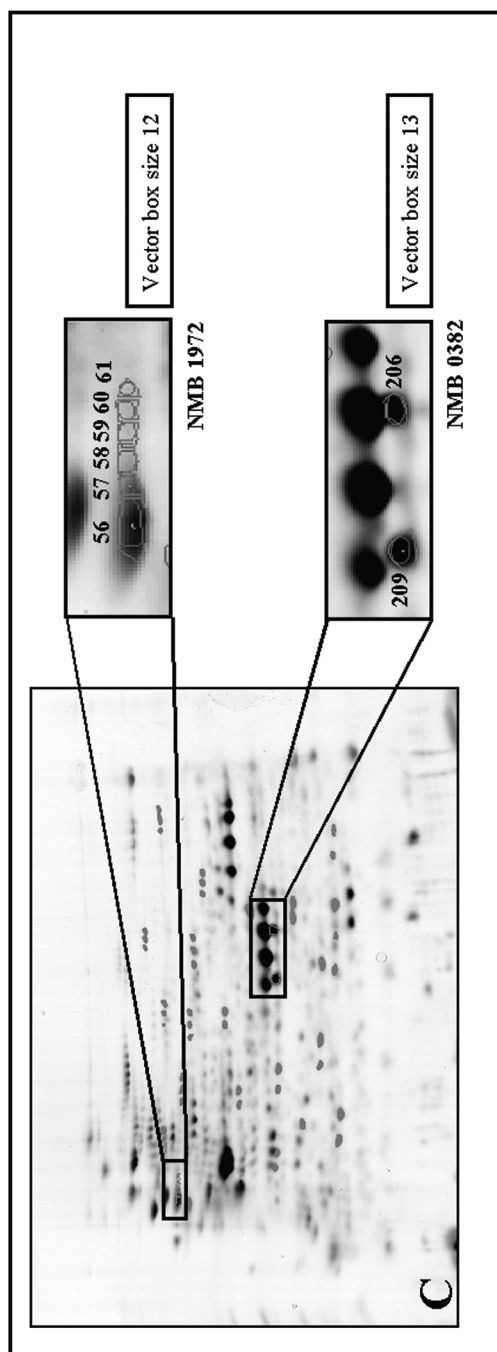 56 57 58 59 60 61
NMB 1972
Vector box size 12
209
206
NMB 0382
Vector box size 13
C